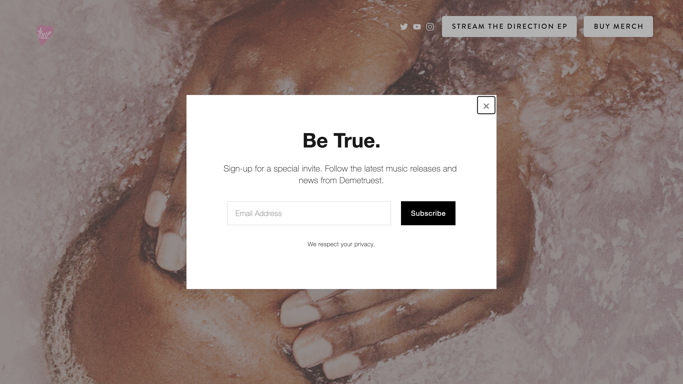 STREAM THE DIRECTION EP
BUY MERCH
Be True.
Sign-up for a special invite. Follow the latest music releases and
news from Demetruest.
Email Address
Subscribe
We respect your privacy.